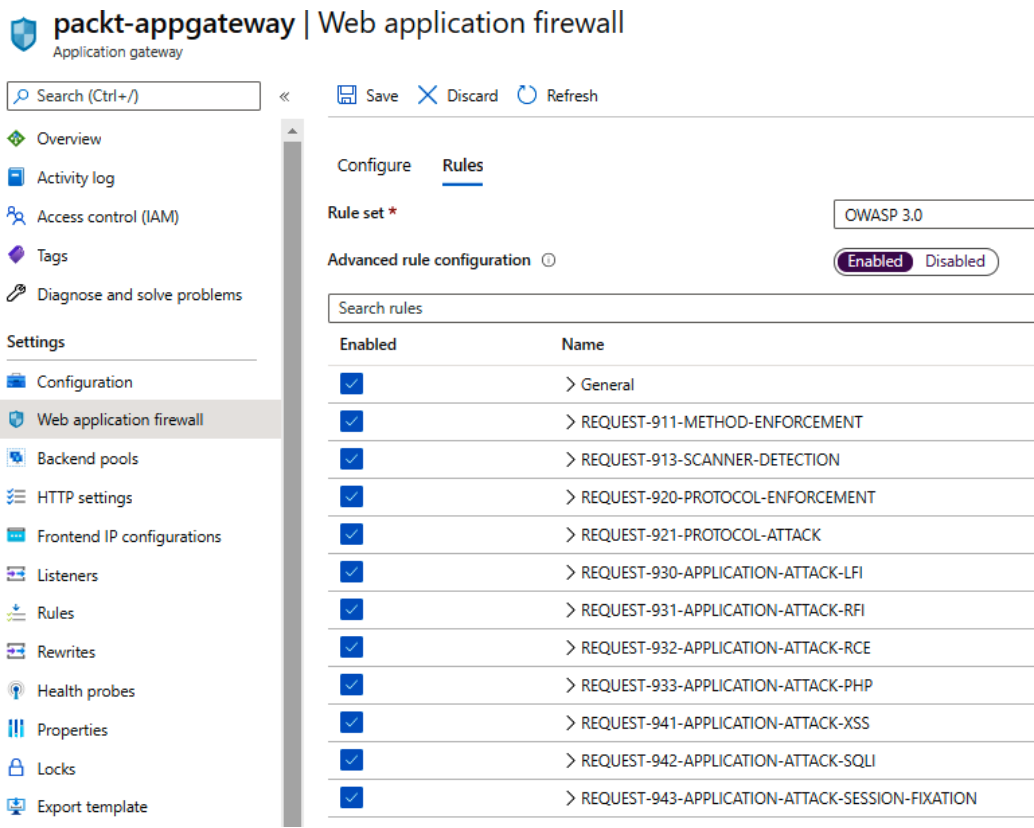 packt-appgateway | Web application firewall
Application gateway
Search (Ctrl+/)
«
Overview
Activity log
Access control (IAM)
Tags
Diagnose and solve problems
Settings
Configuration
Web application firewall
Backend pools
HTTP settings
Frontend IP configurations
Listeners
Rules
Rewrites
Health probes
Properties
Locks
Export template
Save Discard Refresh
Configure Rules
Rule set *
OWASP 3.0
Advanced rule configuration
Enabled Disabled
Search rules
Enabled Name
General
REQUEST-911-METHOD-ENFORCEMENT
REQUEST-913-SCANNER-DETECTION
REQUEST-920-PROTOCOL-ENFORCEMENT
REQUEST-921-PROTOCOL-ATTACK
REQUEST-930-APPLICATION-ATTACK-LFI
REQUEST-931-APPLICATION-ATTACK-RFI
REQUEST-932-APPLICATION-ATTACK-RCE
REQUEST-933-APPLICATION-ATTACK-PHP
REQUEST-941-APPLICATION-ATTACK-XSS
REQUEST-942-APPLICATION-ATTACK-SQLI
REQUEST-943-APPLICATION-ATTACK-SESSION-FIXATION